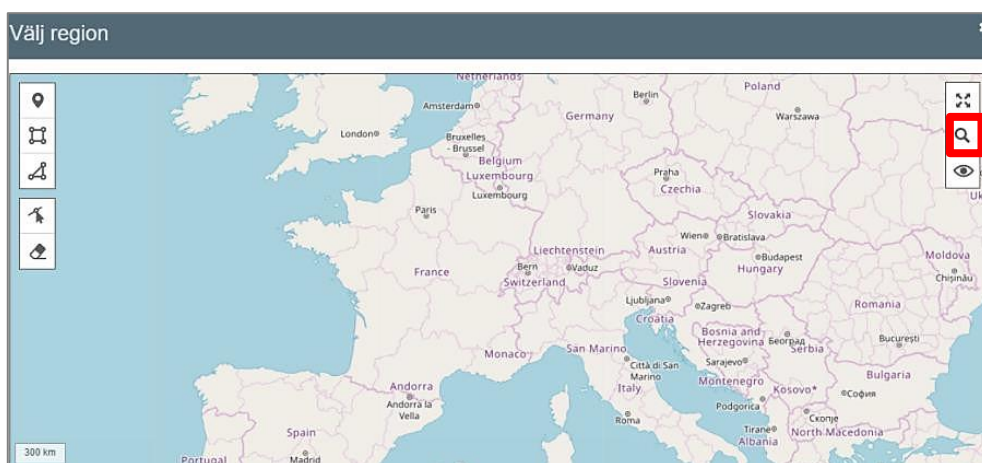 Välj region
Netherlands
Berlin
Poland
Amsterdam
Germany
Warszawa
London
Bruxelles
- Brussel
Belgium
Luxembourg
Luxembourg
Praha
Czechia
Uk
Paris
Slovakia
Wien
Bratislava
Liechtenstein
Austria
Budapest
Moldova
France
Bern
Vaduz
Hungary
Chișinău
Switzerland
Slovenia
Ljubljana
Zagreb
Romania
Croatia
Bosnia and
Herzegovina
Београд
Serbia
București
Monaco
San Marino
Sarajevo
Città di San
Marino
Italy
Montenegro
Kosovo*
Bulgaria
Andorra
Andorra la
Vella
Podgorica
София
Roma
Скопје
Spain
Tiranë
Albania
North Macedonia
300 km
Portugal
Madrid